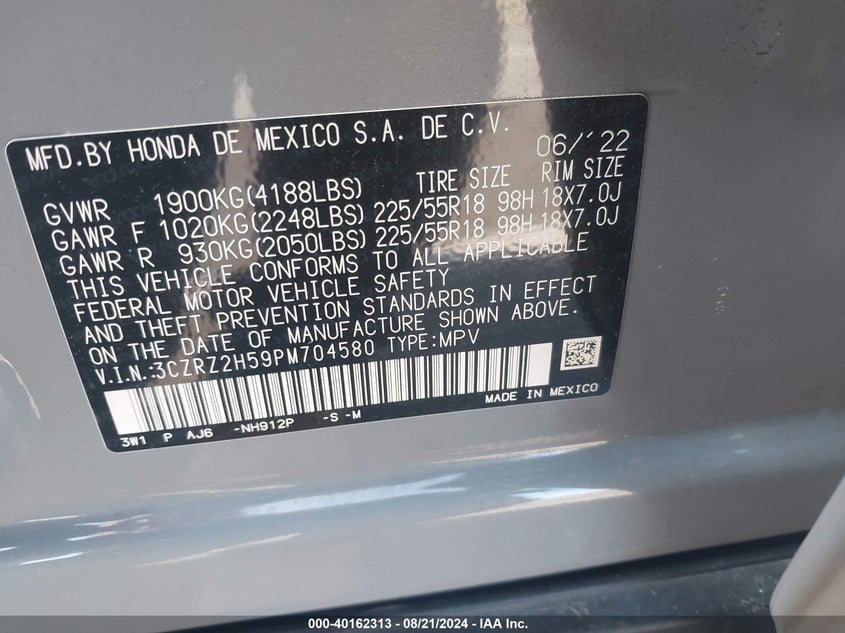 MFD.BY HONDA DE MEXICO S.A. DE C.V. 06/'22
TIRE SIZE RIM SIZE
GVWR 1900KG(4188LBS)
GAWR F 1020KG(2248LBS) 225/55R18 98H 18X7.0J
GAWR R 930KG(2050LBS) 225/55R18 98H 18X7.0J
THIS VEHICLE CONFORMS TO ALL APPLICABLE
FEDERAL MOTOR VEHICLE SAFETY
AND THEFT PREVENTION STANDARDS IN EFFECT
ON THE DATE OF MANUFACTURE SHOWN ABOVE.
V.I.N.:3CZRZ2H59PM704580 TYPE:MPV
MADE IN MEXICO
3W1 P AJ6 -NH912P -S -M
000-40162313 - 08/21/2024 - IAA Inc.